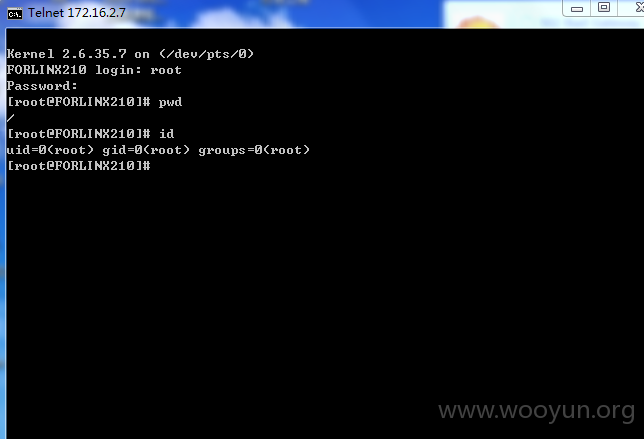 Telnet 172.16.2.7
Kernel 2.6.35.7 on (/dev/pts/0)
FORLINX210 login: root
Password:
[root@FORLINX210]# pwd
/
[root@FORLINX210]# id
uid=0(root) gid=0(root) groups=0(root)
[root@FORLINX210]#
www.wooyun.org